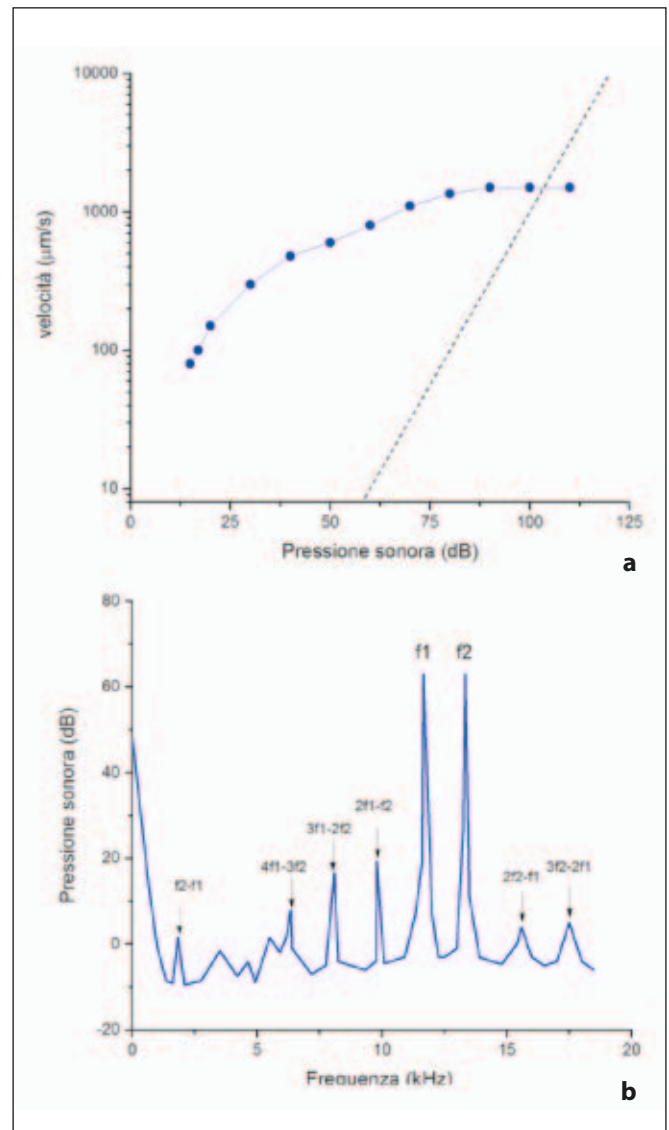 10000
1000
100
10
velocità (μm/s)
0 25 50 75 100 125
Pressione sonora (dB)
a
80
60
40
20
0
-20
Pressione sonora (dB)
f1 f2
2f1-f2
3f1-2f2
4f1-3f2
f2-f1
2f2-f1
3f2-2f1
0 5 10 15 20
Frequenza (kHz)
b